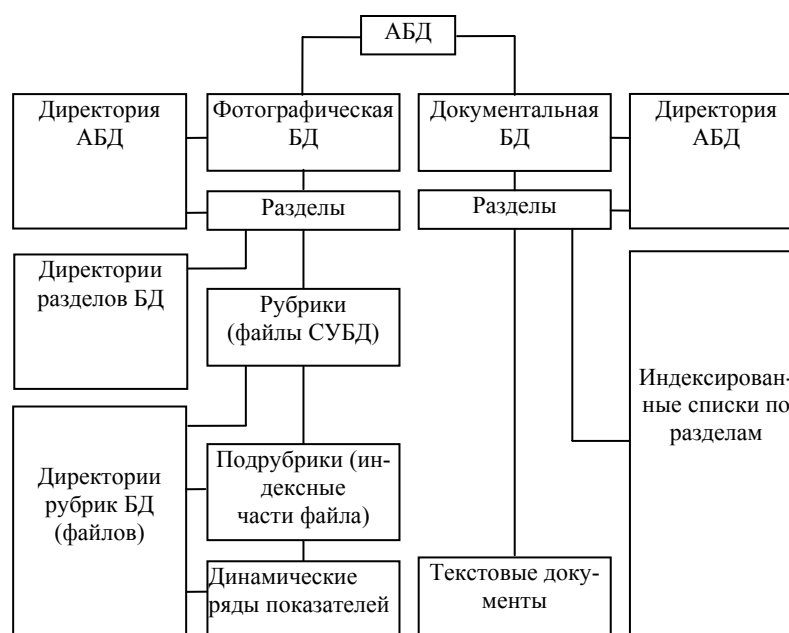 АБД
Директория
АБД
Фотографическая
БД
Документальная
БД
Директория
АБД
Разделы
Разделы
Директории
разделов БД
Рубрики
(файлы СУБД)
Индексирован-
ные списки по
разделам
Директории
рубрик БД
(файлов)
Подрубрики (ин-
дексные
части файла)
Динамические
ряды показателей
Текстовые доку-
менты